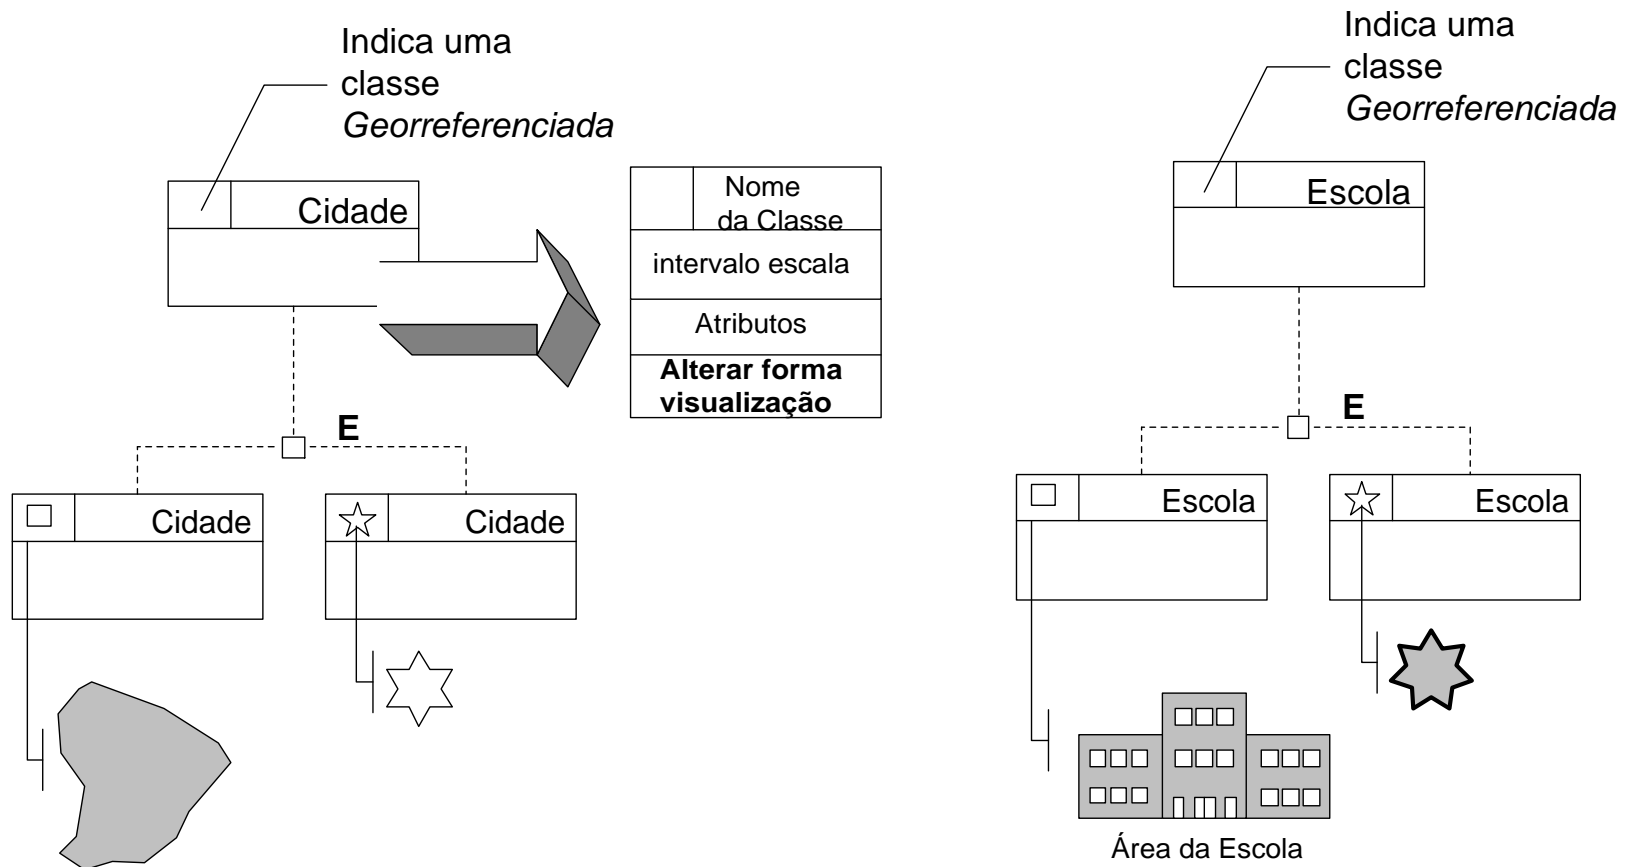 Indica uma
classe
Georreferenciada
Cidade
Nome
da Classe
intervalo escala
Atributos
Alterar forma
visualização
E
Cidade
Cidade
Indica uma
classe
Georreferenciada
Escola
E
Escola
Escola
Área da Escola